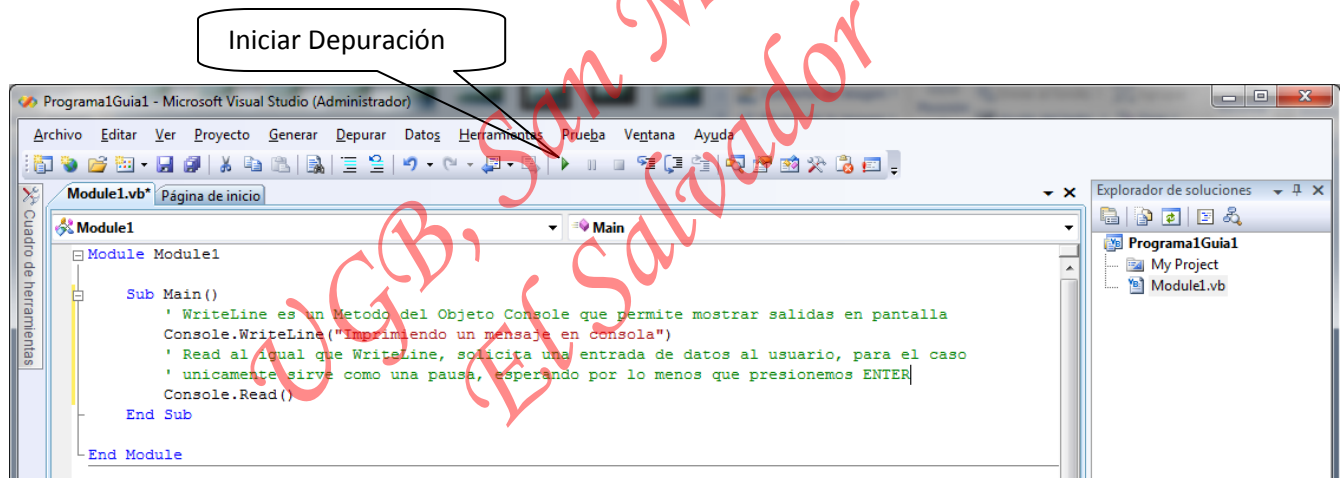 Iniciar Depuración
Programa1Guia1 - Microsoft Visual Studio (Administrador)
Archivo Editar Ver Proyecto Generar Depurar Datos Herramientas Prueba Ventana Ayuda
Module1.vb* Página de inicio
Explorador de soluciones
Cuadro de herramientas
Module1
Main
Programa1Guia1
My Project
Module1.vb
Module Module1
Sub Main()
' WriteLine es un Metodo del Objeto Console que permite mostrar salidas en pantalla
Console.WriteLine("Imprimiendo un mensaje en consola")
' Read al igual que WriteLine, solicita una entrada de datos al usuario, para el caso
' unicamente sirve como una pausa, esperando por lo menos que presionemos ENTER
Console.Read()
End Sub
End Module
UGB, San
El Salvador